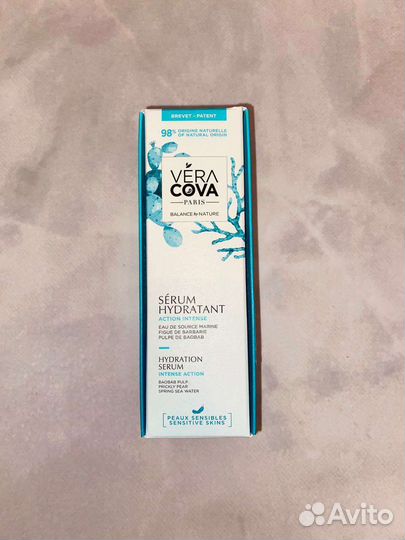 BREVET - PATENT
98% ORIGINE NATURELLE
OF NATURAL ORIGIN
VÉRA
COVA
PARIS
BALANCE by NATURE
SÉRUM
HYDRATANT
ACTION INTENSE
EAU DE SOURCE MARINE
FIGUE DE BARBARIE
PULPE DE BAOBAB
HYDRATION
SERUM
INTENSE ACTION
BAOBAB PULP
PRICKLY PEAR
SPRING SEA WATER
PEAUX SENSIBLES
SENSITIVE SKINS
Avito